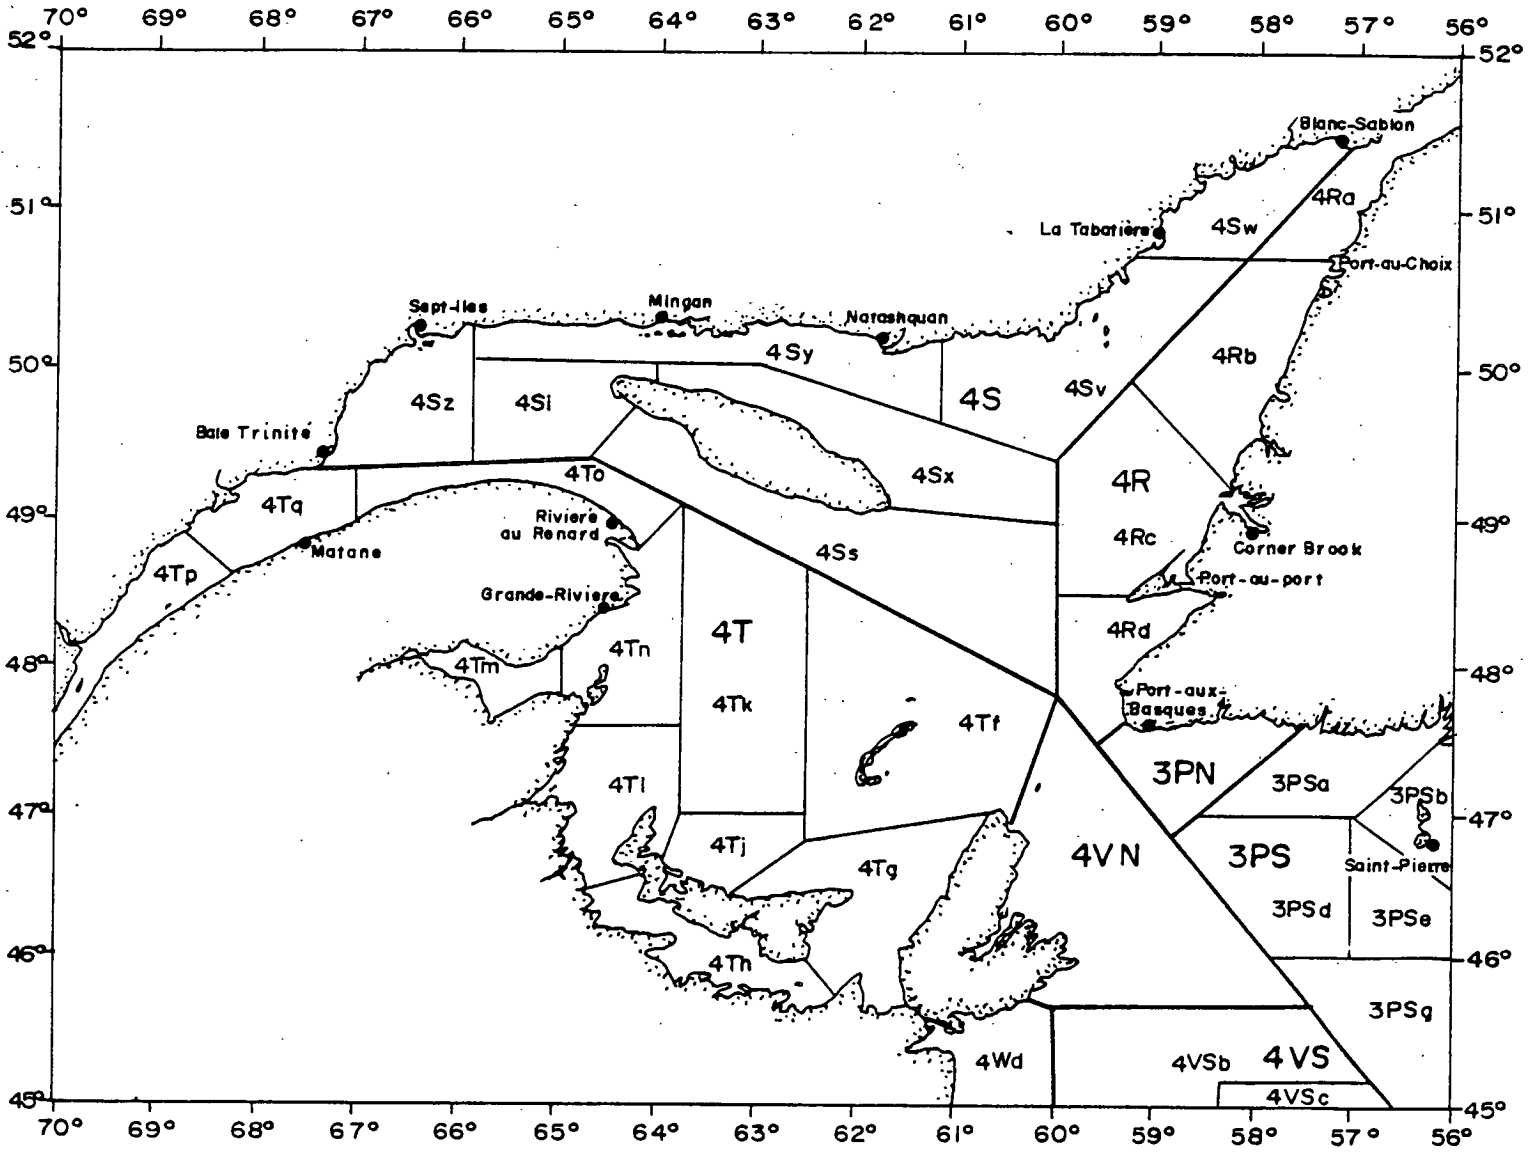 70° 69° 68° 67° 66° 65° 64° 63° 62° 61° 60° 59° 58° 57° 56°
52° 52°
Blanc-Sablon
4Ra
51° 51°
La Tabatière 4Sw
Port-au-Choix
Sept-Iles Mingan Natashquan
4Sy 4Rb
50° 50°
4Sz 4Si 4S 4Sv
Baie Trinité
4To 4Sx 4R
4Tq
49° 49°
Riviere
au Renard
Matane 4Ss 4Rc Corner Brook
4Tp Port-au-port
Grande-Riviere
4T 4Rd
4Tn
48° 48°
4Tm
Port-aux-
Basques
4Tk 4Tf
3PN
4Tl 3PSa 3PSb
47° 47°
4Tj 4Tg 4VN 3PS
Saint-Pierre
3PSd 3PSe
46° 46°
4Th
3PSg
4Wd 4VSb 4VS
4VSc
45° 45°
70° 69° 68° 67° 66° 65° 64° 63° 62° 61° 60° 59° 58° 57° 56°